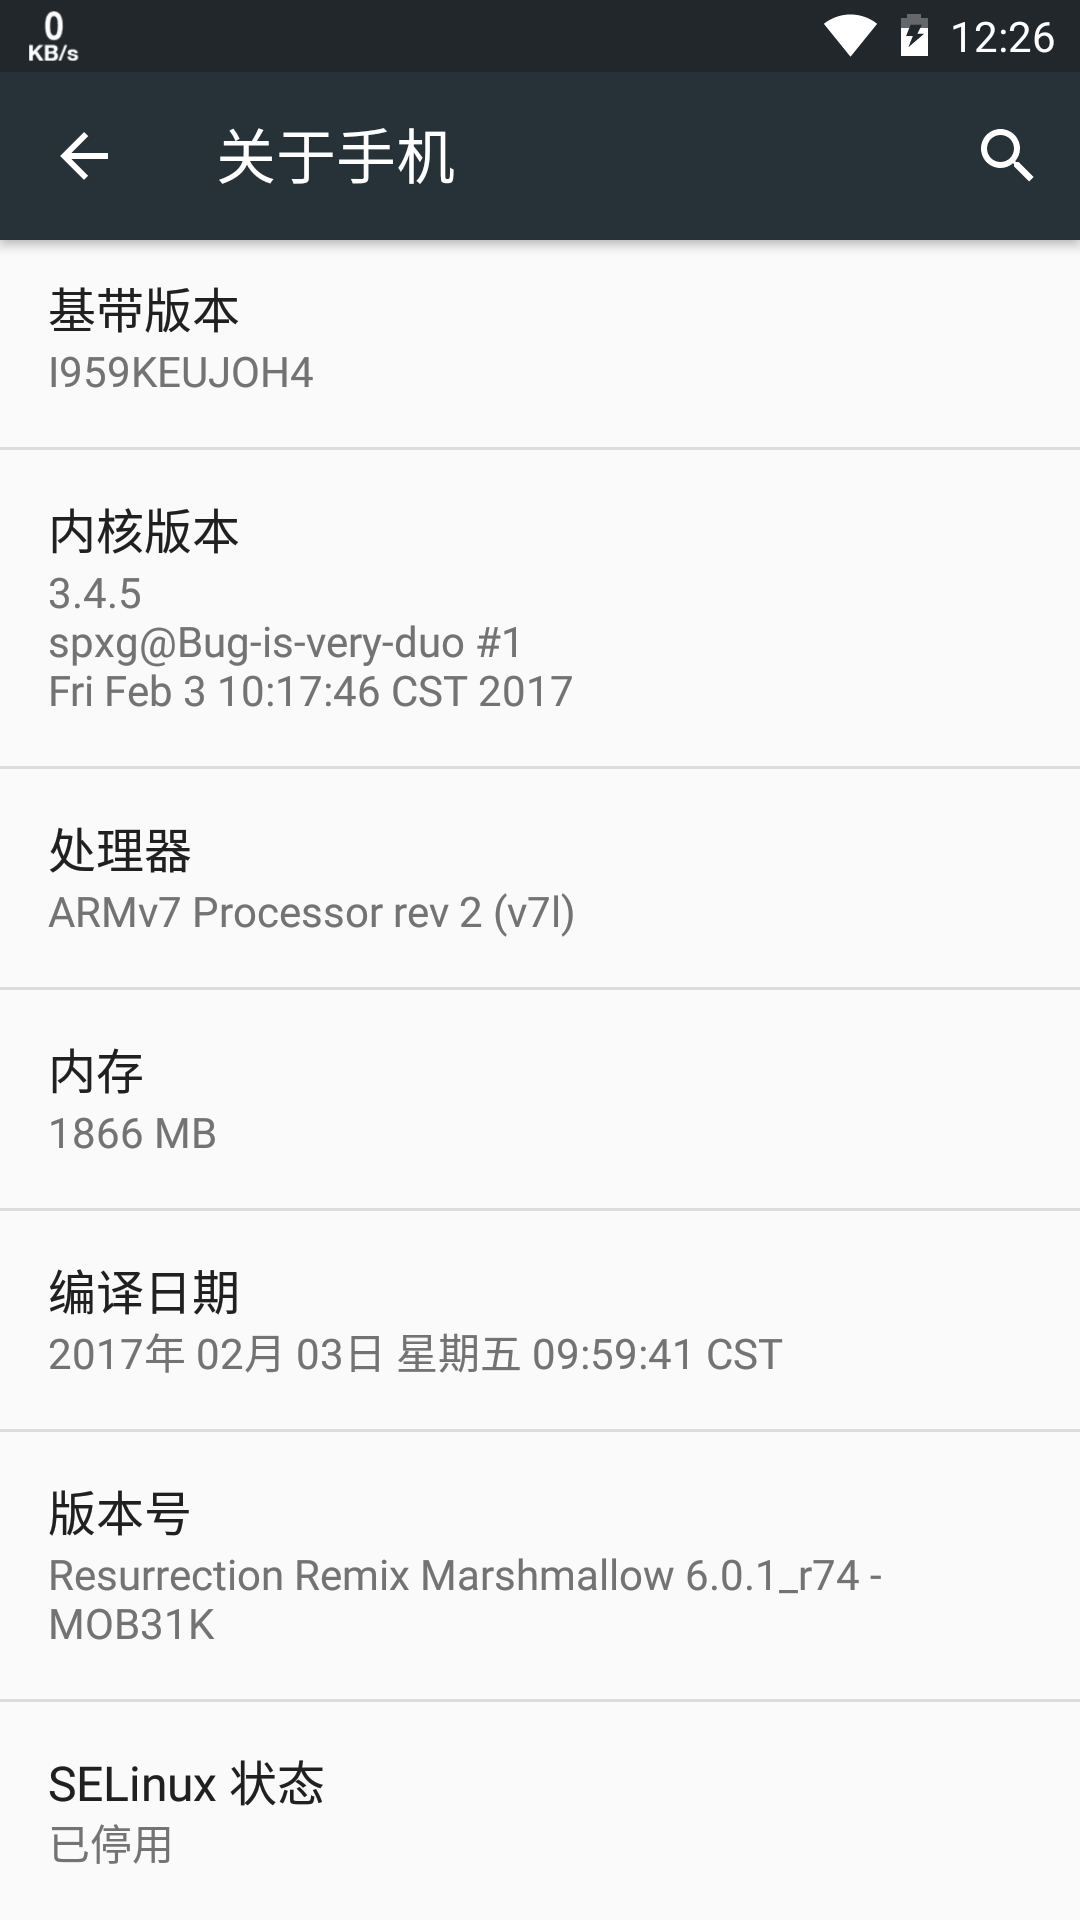 0
KB/s
12:26
关于手机
基带版本
I959KEUJOH4
内核版本
3.4.5
spxg@Bug-is-very-duo #1
Fri Feb 3 10:17:46 CST 2017
处理器
ARMv7 Processor rev 2 (v7l)
内存
1866 MB
编译日期
2017年 02月 03日 星期五 09:59:41 CST
版本号
Resurrection Remix Marshmallow 6.0.1_r74 -
MOB31K
SELinux 状态
已停用